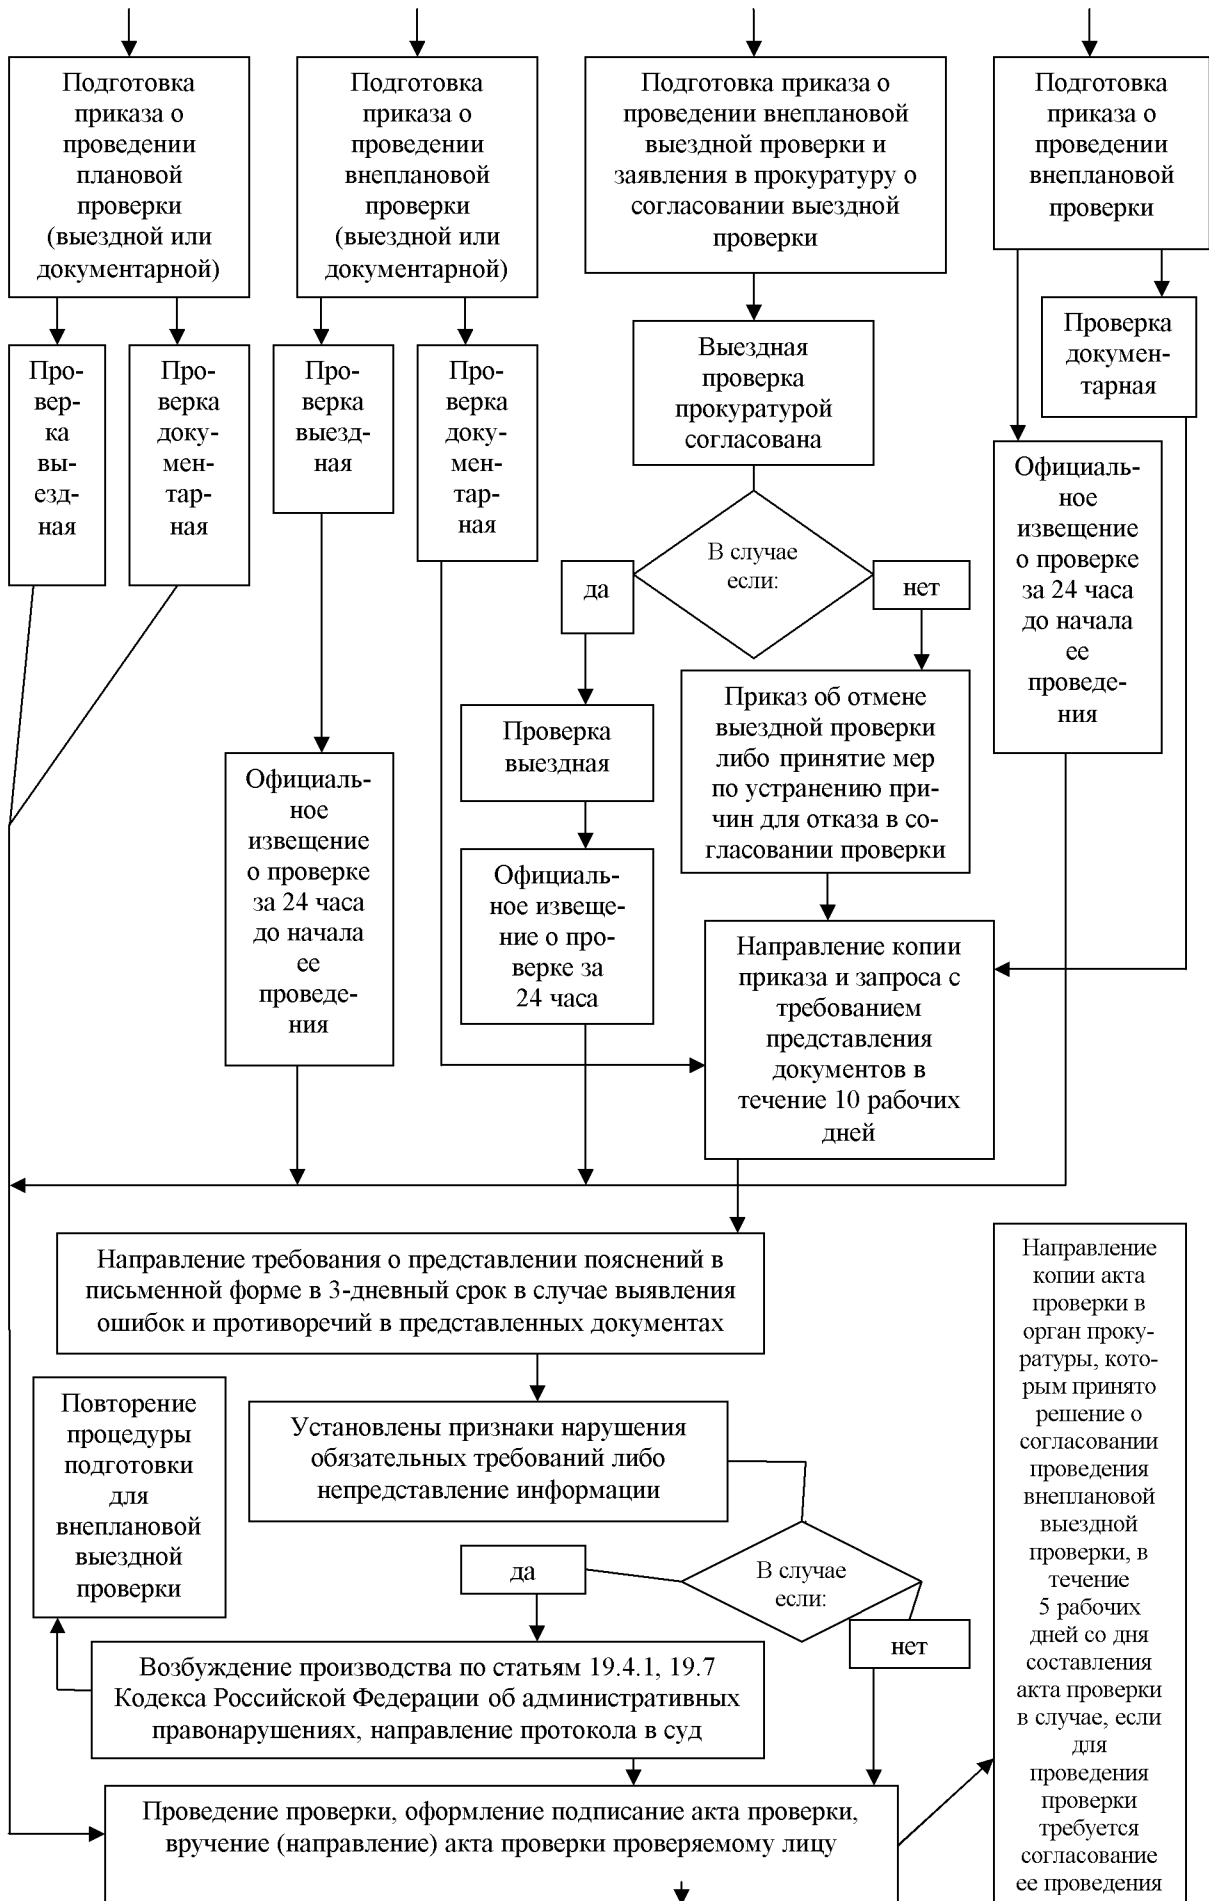 Подготовка
приказа о
проведении
плановой
проверки
(выездной или
документарной)
Подготовка
приказа о
проведении
внеплановой
проверки
(выездной или
документарной)
Подготовка приказа о
проведении внеплановой
выездной проверки и
заявления в прокуратуру о
согласовании выездной
проверки
Подготовка
приказа о
проведении
внеплановой
проверки
Про-
вер-
ка
вы-
езд-
ная
Про-
верка
доку-
мен-
тар-
ная
Про-
верка
выезд-
ная
Про-
верка
доку-
мен-
тар-
ная
Выездная
проверка
прокуратурой
согласована
Проверка
докумен-
тарная
Официаль-
ное
извещение
о проверке
за 24 часа
до начала
ее
проведе-
ния
В случае
если:
да
нет
Проверка
выездная
Приказ об отмене
выездной проверки
либо принятие мер
по устранению при-
чин для отказа в со-
гласовании проверки
Официаль-
ное
извещение
о проверке
за 24 часа
до начала
ее
проведе-
ния
Официаль-
ное извеще-
ние о про-
верке за
24 часа
Направление копии
приказа и запроса с
требованием
представления
документов в
течение 10 рабочих
дней
Направление требования о представлении пояснений в
письменной форме в 3-дневный срок в случае выявления
ошибок и противоречий в представленных документах
Направление
копии акта
проверки в
орган проку-
ратуры, кото-
рым принято
решение о
согласовании
проведения
внеплановой
выездной
проверки, в
течение
5 рабочих
дней со дня
составления
акта проверки
в случае, если
для
проведения
проверки
требуется
согласование
ее проведения
Повторение
процедуры
подготовки
для
внеплановой
выездной
проверки
Установлены признаки нарушения
обязательных требований либо
непредставление информации
В случае
если:
да
нет
Возбуждение производства по статьям 19.4.1, 19.7
Кодекса Российской Федерации об административных
правонарушениях, направление протокола в суд
Проведение проверки, оформление подписание акта проверки,
вручение (направление) акта проверки проверяемому лицу